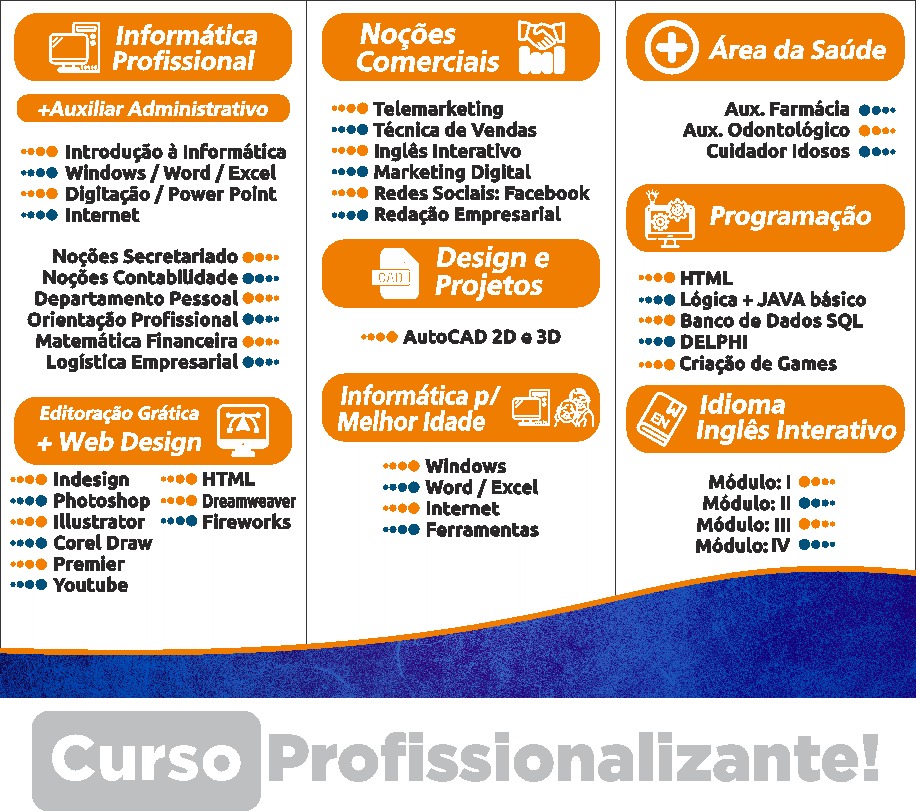 Informática
Profissional
+Auxiliar Administrativo
Introdução à Informática
Windows / Word / Excel
Digitação / Power Point
Internet
Noções Secretariado
Noções Contabilidade
Departamento Pessoal
Orientação Profissional
Matemática Financeira
Logística Empresarial
Editoração Grática
+ Web Design
Indesign
Photoshop
Illustrator
Corel Draw
Premier
Youtube
HTML
Dreamweaver
Fireworks
Noções
Comerciais
Telemarketing
Técnica de Vendas
Inglês Interativo
Marketing Digital
Redes Sociais: Facebook
Redação Empresarial
CAD
Design e
Projetos
AutoCAD 2D e 3D
Informática p/
Melhor Idade
Windows
Word / Excel
Internet
Ferramentas
Área da Saúde
Aux. Farmácia
Aux. Odontológico
Cuidador Idosos
Programação
HTML
Lógica + JAVA básico
Banco de Dados SQL
DELPHI
Criação de Games
Idioma
Inglês Interativo
Módulo: I
Módulo: II
Módulo: III
Módulo: IV
Curso Profissionalizante!